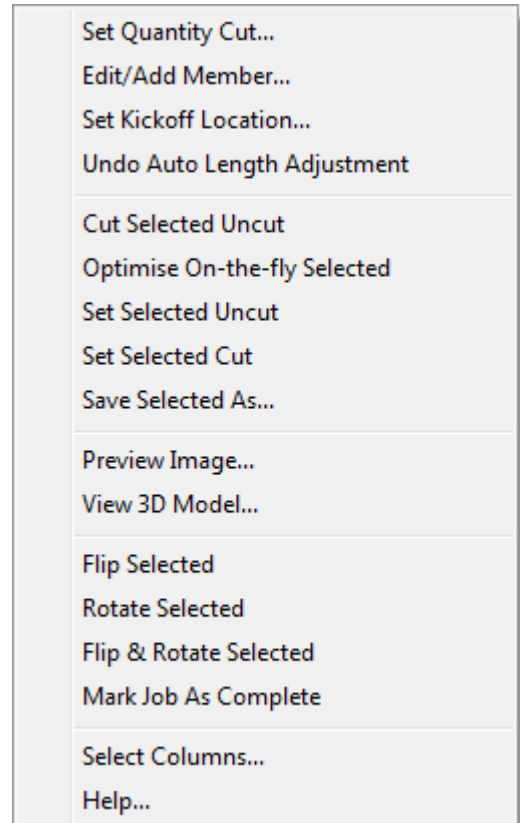 Set Quantity Cut...
Edit/Add Member...
Set Kickoff Location...
Undo Auto Length Adjustment
Cut Selected Uncut
Optimise On-the-fly Selected
Set Selected Uncut
Set Selected Cut
Save Selected As...
Preview Image...
View 3D Model...
Flip Selected
Rotate Selected
Flip & Rotate Selected
Mark Job As Complete
Select Columns...
Help...